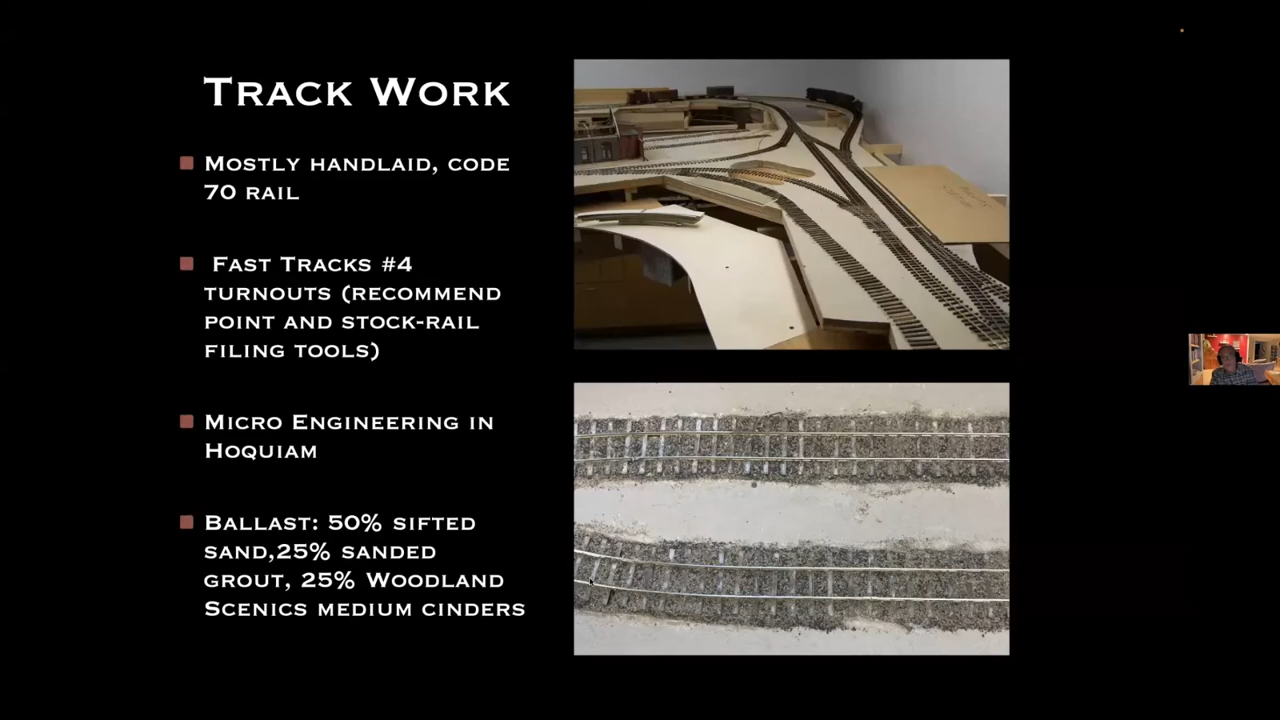 Track Work
Mostly handlaid, code
70 rail
Fast Tracks #4
turnouts (recommend
point and stock-rail
filing tools)
Micro Engineering in
Hoquiam
Ballast: 50% sifted
sand,25% sanded
grout, 25% Woodland
Scenics medium cinders